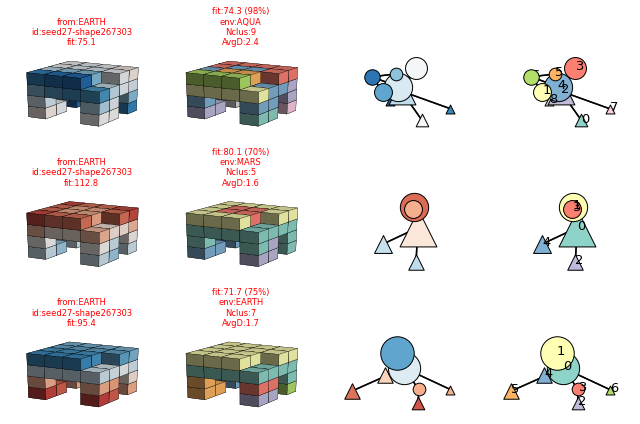 from:EARTH
id:seed27-shape267303
fit:75.1
fit:74.3 (98%)
env:AQUA
Nclus:9
AvgD:2.4
3
5
4
2
1
8
7
0
from:EARTH
id:seed27-shape267303
fit:112.8
fit:80.1 (70%)
env:MARS
Nclus:5
AvgD:1.6
0
4
2
from:EARTH
id:seed27-shape267303
fit:95.4
fit:71.7 (75%)
env:EARTH
Nclus:7
AvgD:1.7
1
0
4
5
3
6
2